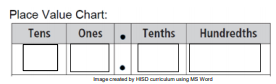 Place Value Chart:
Tens Ones . Tenths Hundredths
.
Image created by HISD curriculum using MS Word